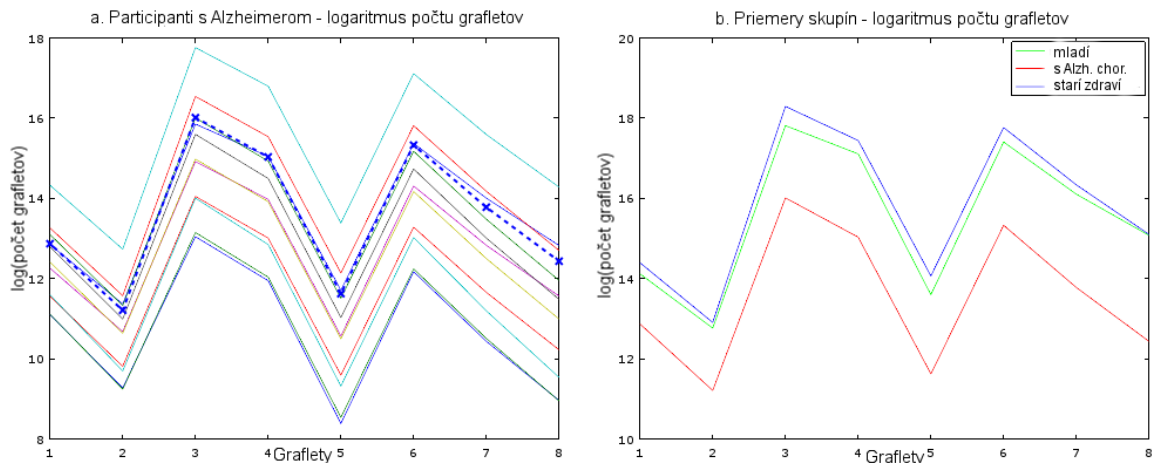 a. Participanti s Alzheimerom - logaritmus počtu grafletov
18
16
14
12
10
8
log(počet grafletov)
1 2 3 4 5 6 7 8
Graflety
b. Priemery skupín - logaritmus počtu grafletov
20
18
16
14
12
10
log(počet grafletov)
mladí
s Alzh. chor.
starí zdraví
1 2 3 4 5 6 7 8
Graflety